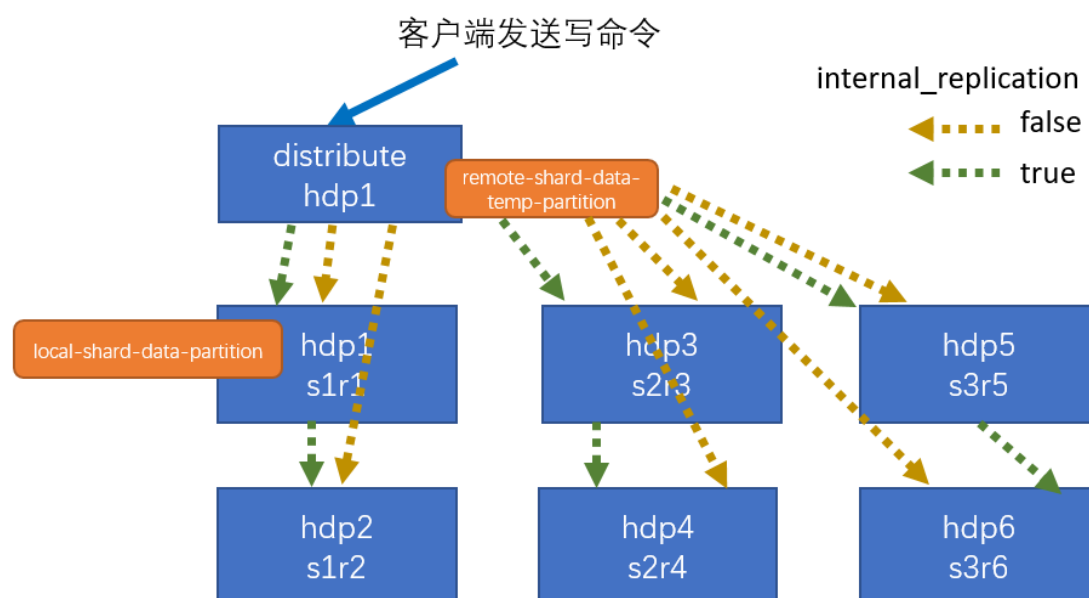 客户端发送写命令
internal_replication
false
true
distribute
hdp1
remote-shard-data-
temp-partition
local-shard-data-partition
hdp1
s1r1
hdp3
s2r3
hdp5
s3r5
hdp2
s1r2
hdp4
s2r4
hdp6
s3r6